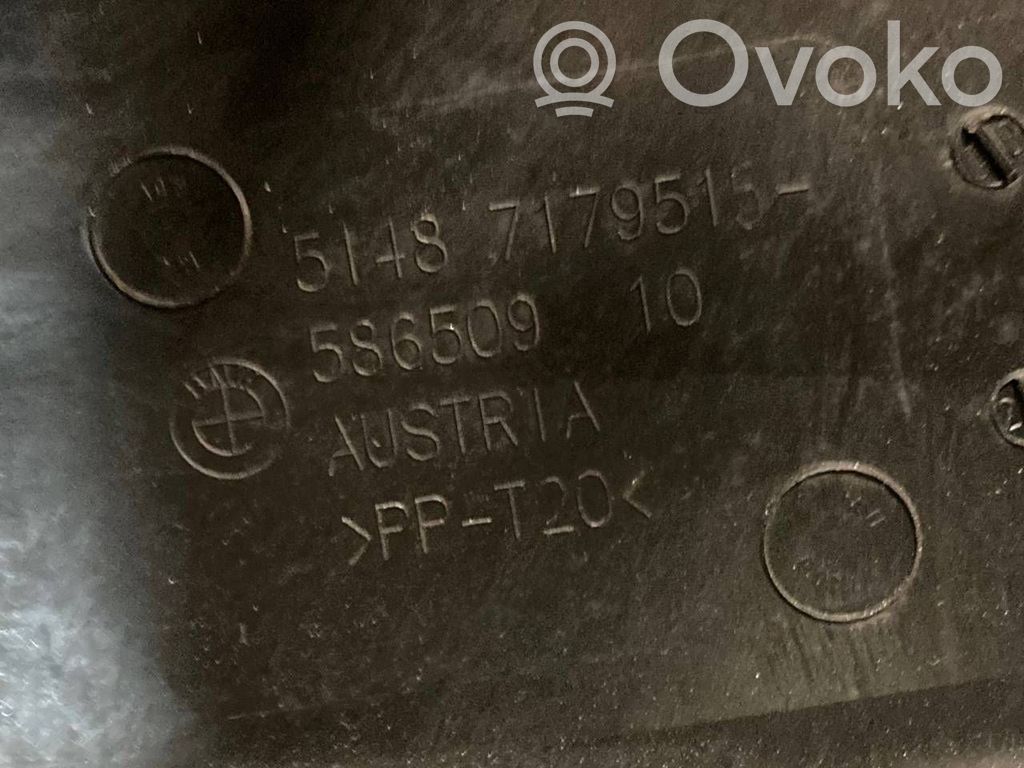 Ovoko
5148 7179515-
586509 10
AUSTRIA
>PP-T20<